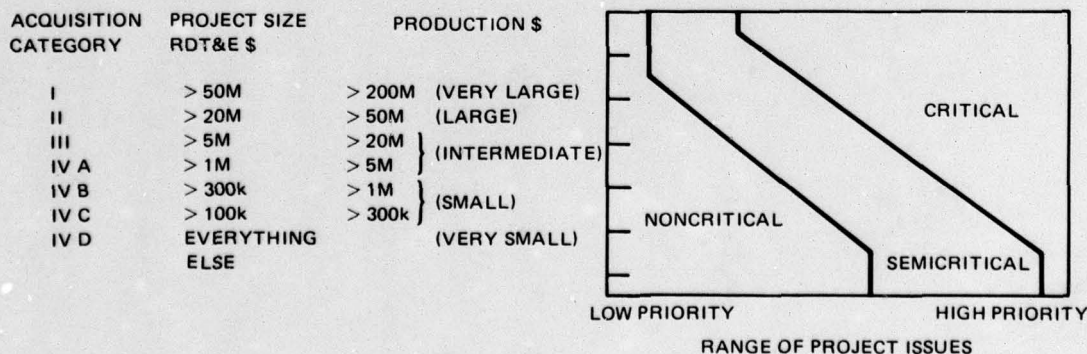 ACQUISITION PROJECT SIZE PRODUCTION $
CATEGORY RDT&E $
I > 50M > 200M (VERY LARGE)
II > 20M > 50M (LARGE)
III > 5M > 20M
(INTERMEDIATE)
IV A > 1M > 5M
IV B > 300k > 1M
(SMALL)
IV C > 100k > 300k
IV D EVERYTHING (VERY SMALL)
ELSE
CRITICAL
NONCRITICAL
SEMICRITICAL
LOW PRIORITY HIGH PRIORITY
RANGE OF PROJECT ISSUES